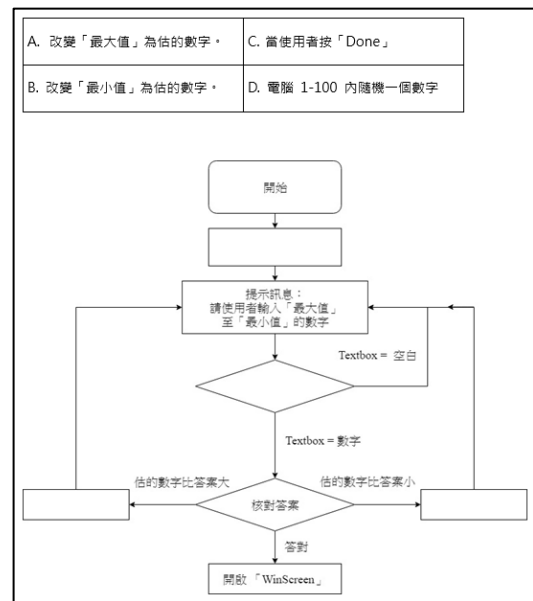 A. 改變「最大值」為估的數字。
C. 當使用者按「Done」
B. 改變「最小值」為估的數字。
D. 電腦 1-100 內隨機一個數字
開始
提示訊息：
請使用者輸入「最大值」
至「最小值」的數字
Textbox = 空白
Textbox = 數字
估的數字比答案大
核對答案
估的數字比答案小
答對
開啟「WinScreen」